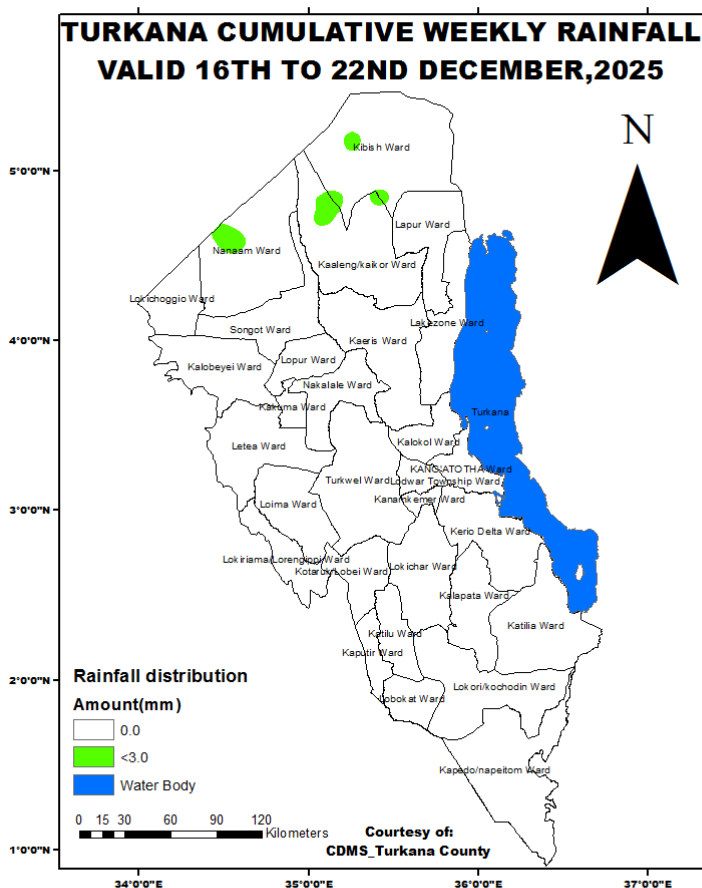 TURKANA CUMULATIVE WEEKLY RAINFALL
VALID 16TH TO 22ND DECEMBER,2025
N
Kibish Ward
5°0'0"N
Lapur Ward
Nanaam Ward
Kaaleng/kaikor Ward
Lokichoggio Ward
Lakezone Ward
Songot Ward
4°0'0"N
Kaeris Ward
Lopur Ward
Kalobeyei Ward
Nakalale Ward
Kakuma Ward
Turkana
Letea Ward
Kalokol Ward
KANG'ATOTHA Ward
Turkwel Ward
Lodwar Township Ward
3°0'0"N
Loima Ward
Kanamkemer Ward
Kerio Delta Ward
Lokiriama/Lorengippi Ward
Kotaruk/Lobei Ward
Lokichar Ward
Kalapata Ward
Katilu Ward
Katilia Ward
Kaputir Ward
2°0'0"N
Lobokat Ward
Lokori/kochodin Ward
Kapedo/napeitom Ward
Rainfall distribution
Amount(mm)
0.0
<3.0
Water Body
0 15 30 60 90 120
Kilometers
Courtesy of:
CDMS_Turkana County
1°0'0"N
34°0'0"E 35°0'0"E 36°0'0"E 37°0'0"E